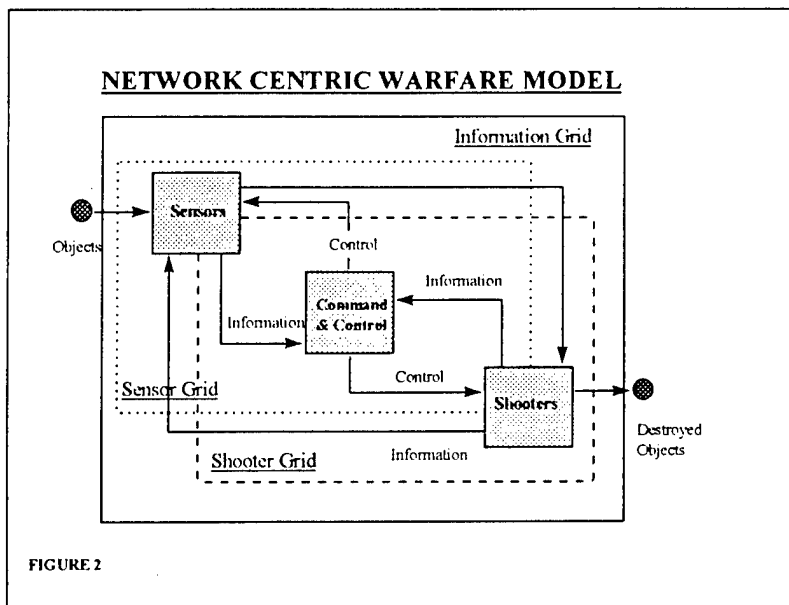 NETWORK CENTRIC WARFARE MODEL
Information Grid
Sensors
Objects
Control
Information
Command
& Control
Information
Control
Sensor Grid
Shooters
Destroyed
Objects
Information
Shooter Grid
FIGURE 2